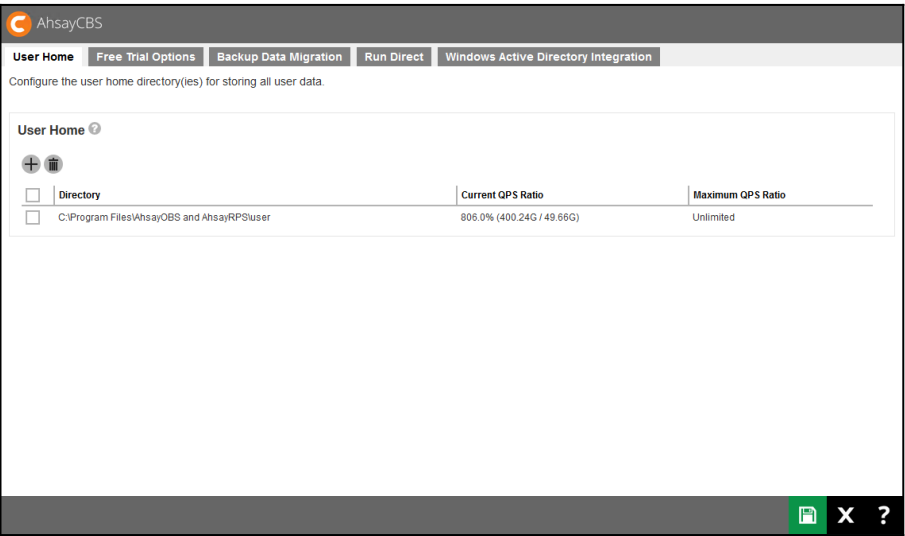 AhsayCBS
User Home Free Trial Options Backup Data Migration Run Direct Windows Active Directory Integration
Configure the user home directory(ies) for storing all user data.
User Home ?
Directory Current QPS Ratio Maximum QPS Ratio
C:\Program Files\AhsayOBS and AhsayRPS\user 806.0% (400.24G / 49.66G) Unlimited
X ?